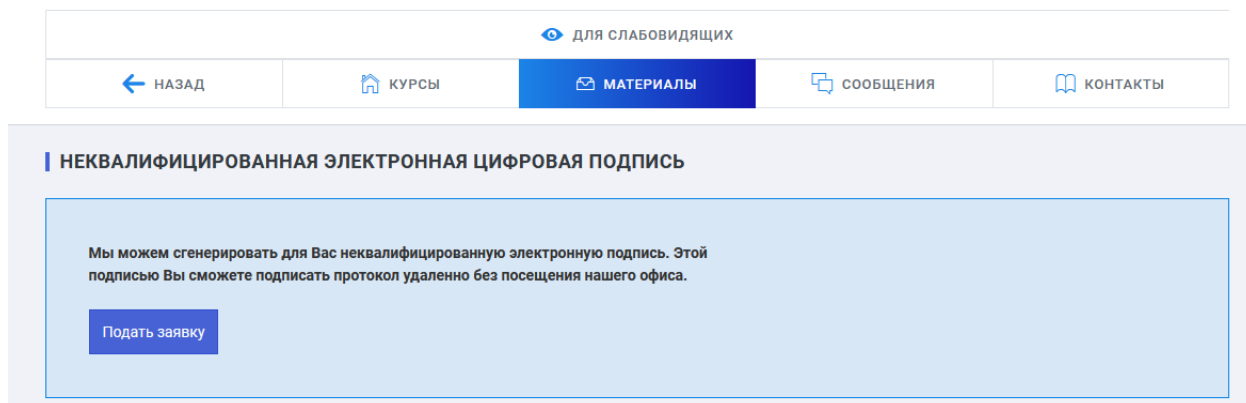 ДЛЯ СЛАБОВИДЯЩИХ
НАЗАД
КУРСЫ
МАТЕРИАЛЫ
СООБЩЕНИЯ
КОНТАКТЫ
НЕКВАЛИФИЦИРОВАННАЯ ЭЛЕКТРОННАЯ ЦИФРОВАЯ ПОДПИСЬ
Мы можем сгенерировать для Вас неквалифицированную электронную подпись. Этой
подписью Вы сможете подписать протокол удаленно без посещения нашего офиса.
Подать заявку